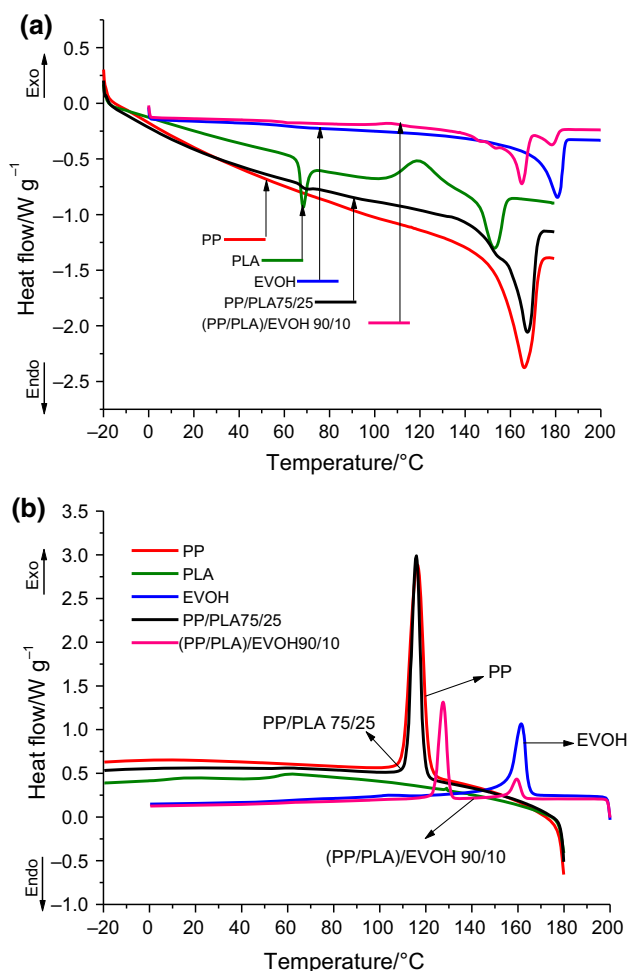 (a)
0.5
0.0
–0.5
–1.0
–1.5
–2.0
–2.5
Exo
Heat flow/W g⁻¹
Endo
PP
PLA
EVOH
PP/PLA75/25
(PP/PLA)/EVOH 90/10
–20 0 20 40 60 80 100 120 140 160 180 200
Temperature/°C
(b)
3.5
3.0
2.5
2.0
1.5
1.0
0.5
0.0
–0.5
–1.0
Exo
Heat flow/W g⁻¹
Endo
PP
PLA
EVOH
PP/PLA75/25
(PP/PLA)/EVOH90/10
PP
PP/PLA 75/25
EVOH
(PP/PLA)/EVOH 90/10
–20 0 20 40 60 80 100 120 140 160 180 200
Temperature/°C